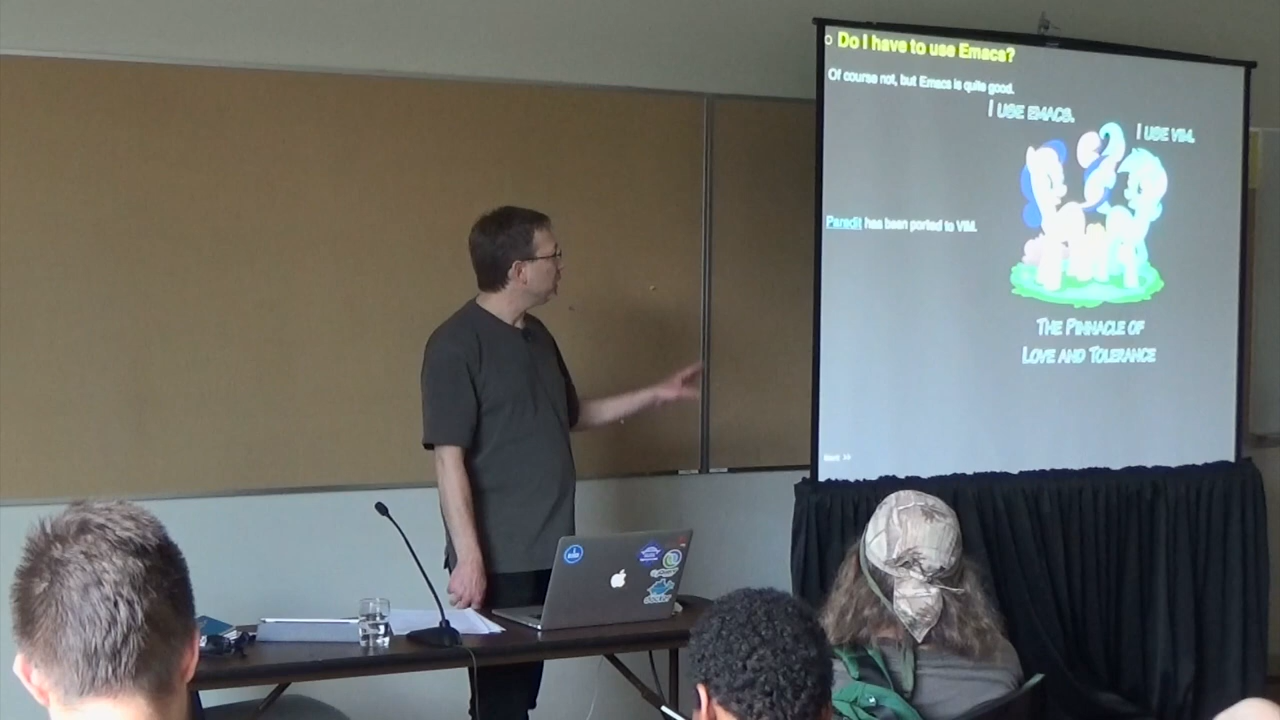 Do I have to use Emacs?
Of course not, but Emacs is quite good.
I USE EMACS.
I USE VIM.
Paredit has been ported to VIM.
THE PINNACLE OF
LOVE AND TOLERANCE
Next >>